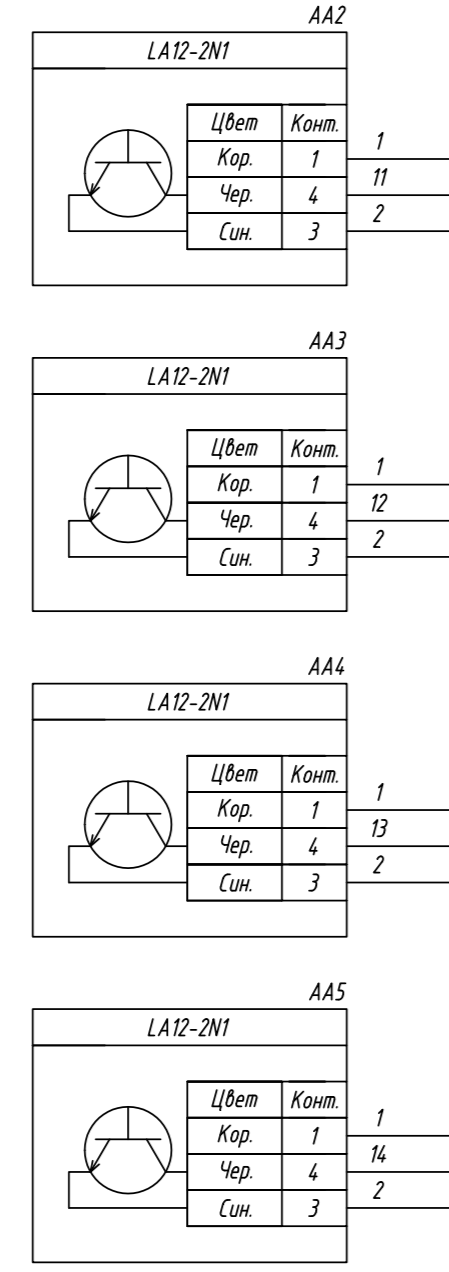 AA2
LA12-2N1
Цвет Конт.
1
Кор. 1
11
Чер. 4
2
Син. 3
AA3
LA12-2N1
Цвет Конт.
1
Кор. 1
12
Чер. 4
2
Син. 3
AA4
LA12-2N1
Цвет Конт.
1
Кор. 1
13
Чер. 4
2
Син. 3
AA5
LA12-2N1
Цвет Конт.
1
Кор. 1
14
Чер. 4
2
Син. 3